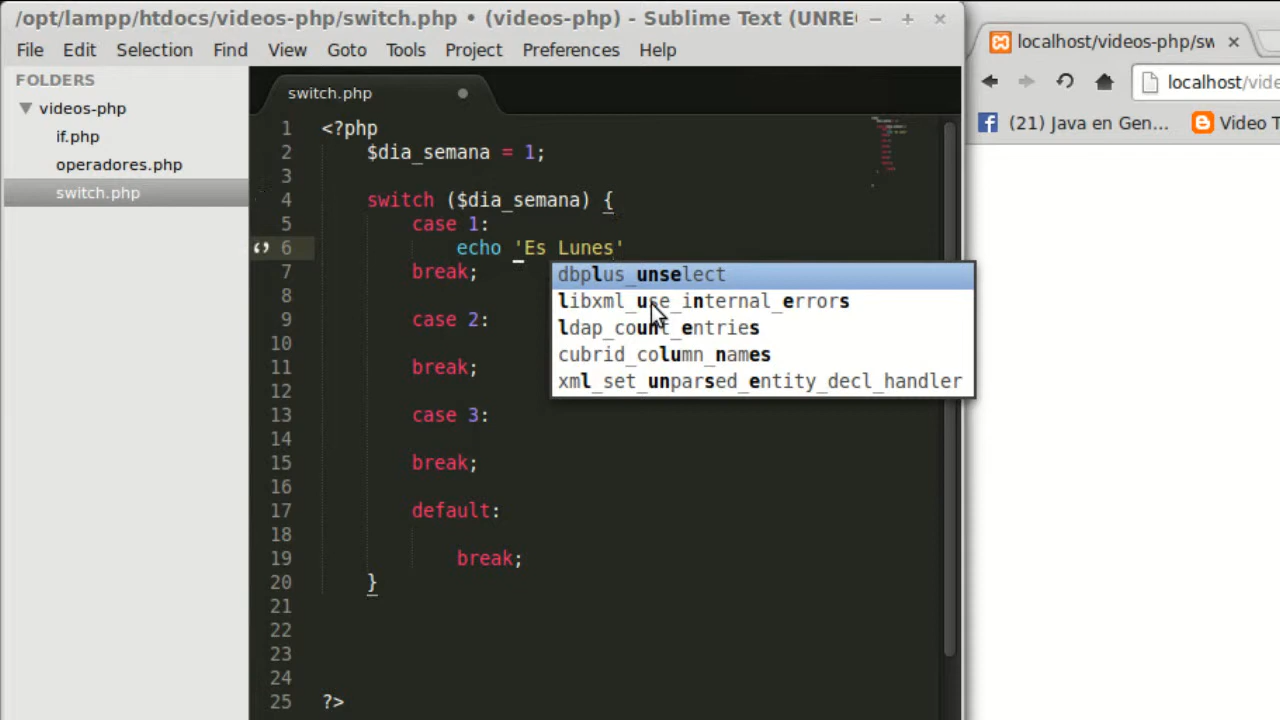 /opt/lampp/htdocs/videos-php/switch.php • (videos-php) - Sublime Text (UNRE
File Edit Selection Find View Goto Tools Project Preferences Help
FOLDERS
videos-php
if.php
operadores.php
switch.php
switch.php
1 <?php
2 $dia_semana = 1;
3
4 switch ($dia_semana) {
5 case 1:
6 echo 'Es Lunes'
7 break;
8
9 case 2:
10
11 break;
12
13 case 3:
14
15 break;
16
17 default:
18
19 break;
20 }
21
22
23
24
25 ?>
dbplus_unselect
libxml_use_internal_errors
ldap_count_entries
cubrid_column_names
xml_set_unparsed_entity_decl_handler
localhost/videos-php/sw
localhost/vide
(21) Java en Gen... Video T